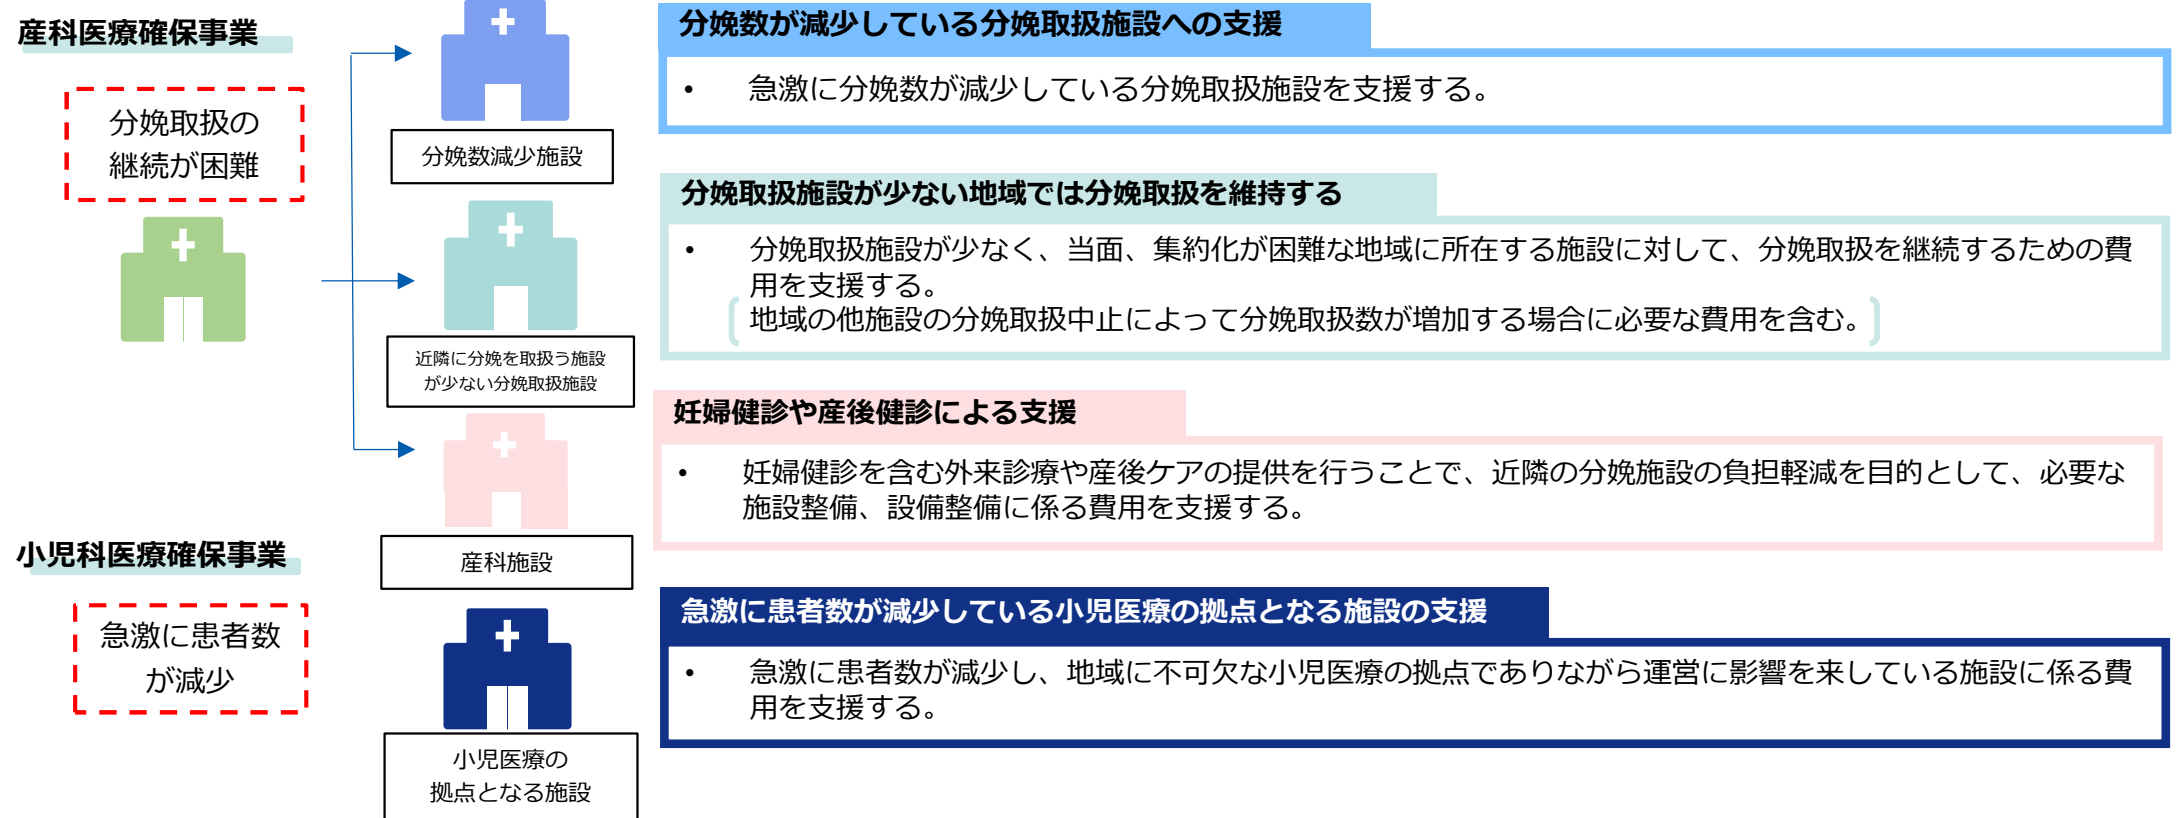 産科医療確保事業
分娩取扱の
継続が困難
分娩数減少施設
近隣に分娩を取扱う施設
が少ない分娩取扱施設
産科施設
分娩数が減少している分娩取扱施設への支援
• 急激に分娩数が減少している分娩取扱施設を支援する。
分娩取扱施設が少ない地域では分娩取扱を維持する
• 分娩取扱施設が少なく、当面、集約化が困難な地域に所在する施設に対して、分娩取扱を継続するための費
用を支援する。
地域の他施設の分娩取扱中止によって分娩取扱数が増加する場合に必要な費用を含む。
妊婦健診や産後健診による支援
• 妊婦健診を含む外来診療や産後ケアの提供を行うことで、近隣の分娩施設の負担軽減を目的として、必要な
施設整備、設備整備に係る費用を支援する。
小児科医療確保事業
急激に患者数
が減少
小児医療の
拠点となる施設
急激に患者数が減少している小児医療の拠点となる施設の支援
• 急激に患者数が減少し、地域に不可欠な小児医療の拠点でありながら運営に影響を来している施設に係る費
用を支援する。